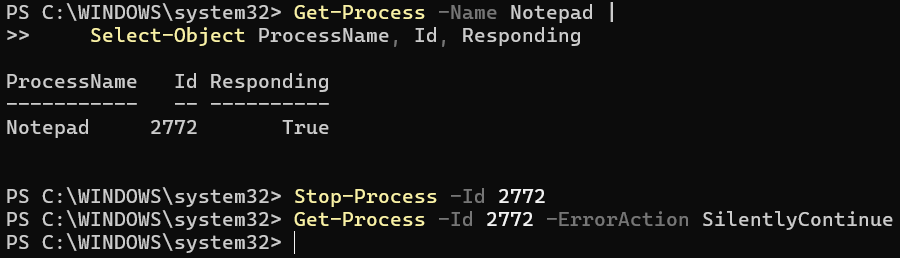 PS C:\WINDOWS\system32> Get-Process -Name Notepad |
>>     Select-Object ProcessName, Id, Responding
ProcessName   Id Responding
-----------   -- ----------
Notepad     2772       True
PS C:\WINDOWS\system32> Stop-Process -Id 2772
PS C:\WINDOWS\system32> Get-Process -Id 2772 -ErrorAction SilentlyContinue
PS C:\WINDOWS\system32>